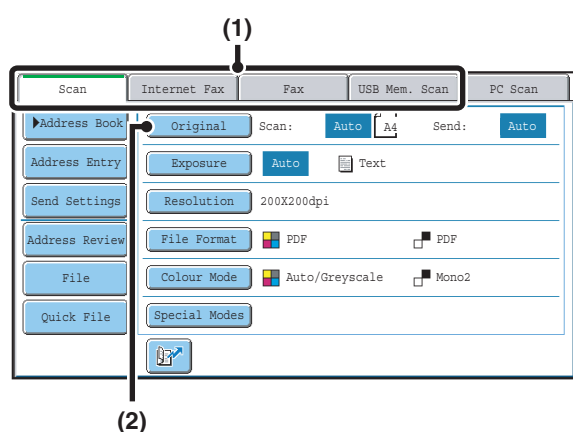 (1)
Scan Internet Fax Fax USB Mem. Scan PC Scan
Address Book Original Scan: Auto A4 Send: Auto
Address Entry Exposure Auto Text
Send Settings Resolution 200X200dpi
Address Review File Format PDF PDF
File Colour Mode Auto/Greyscale Mono2
Quick File Special Modes
(2)